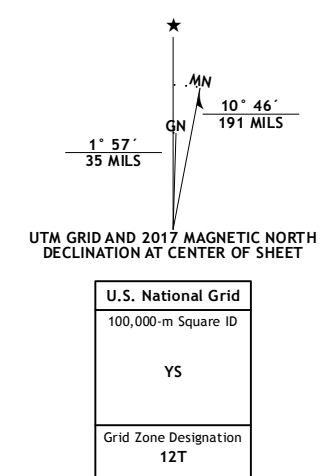 ★
MN
10° 46´
191 MILS
GN
1° 57´
35 MILS
UTM GRID AND 2017 MAGNETIC NORTH
DECLINATION AT CENTER OF SHEET
U.S. National Grid
100,000-m Square ID
YS
Grid Zone Designation
12T